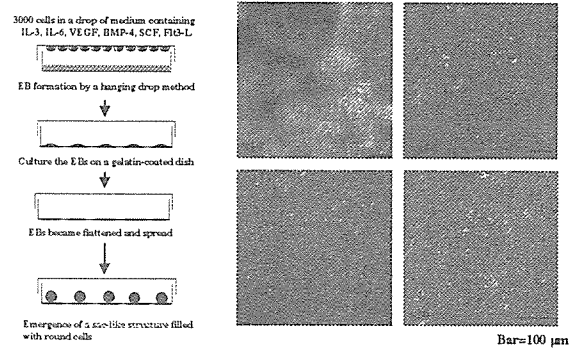 3000 cells in a drop of medium containing
IL-3, IL-6, VEGF, BMP-4, SCF, Flt3-L
EB formation by a hanging drop method
Culture the EBs on a gelatin-coated dish
EBs became flattened and spread
Emergence of a sac-like structure filled
with round cells
Bar=100 µm